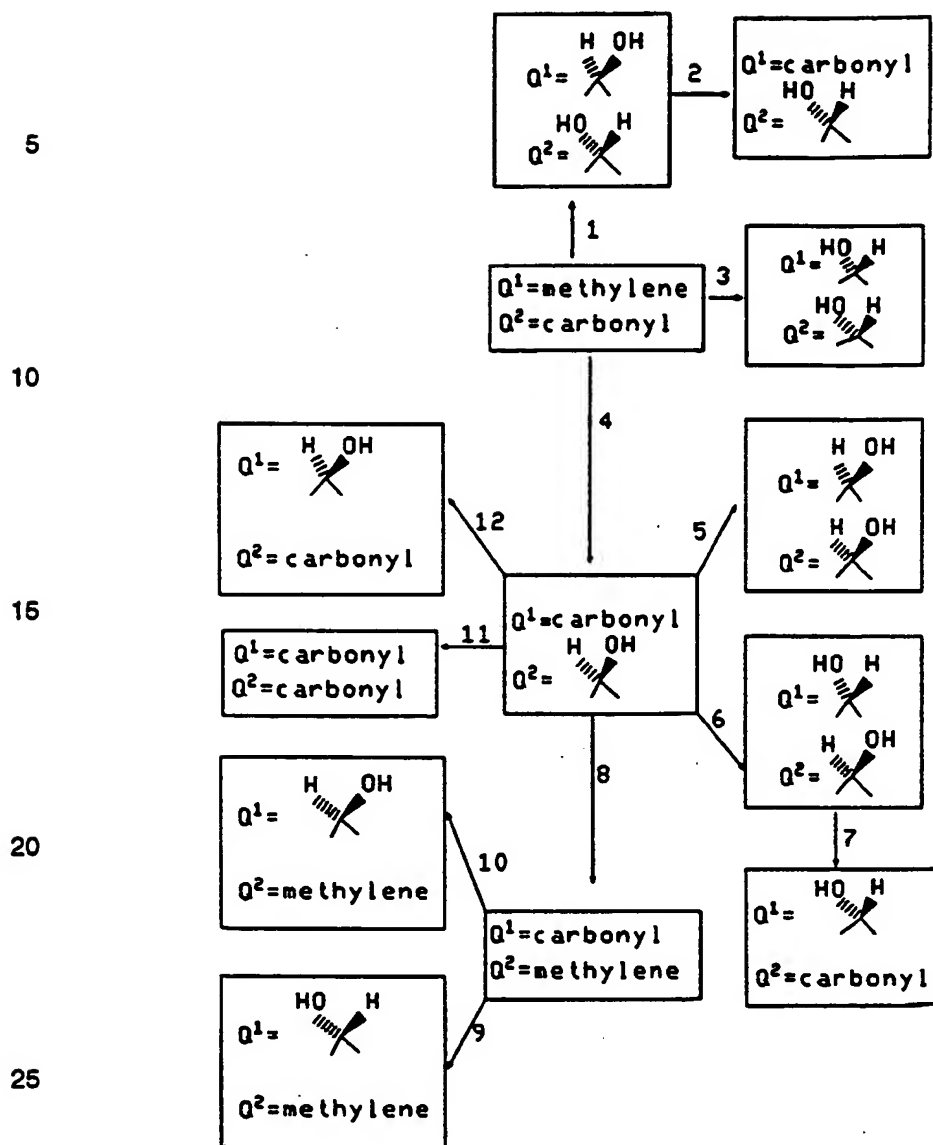 H OH
Q¹=
2
Q¹=carbonyl
HO H
Q²=
HO H
Q²=
5
1
HO H
Q¹=
3
Q¹=methylene
Q²=carbonyl
HO H
Q²=
10
4
H OH
Q¹=
12
5
H OH
Q¹=
Q²=carbonyl
H OH
Q²=
15
Q¹=carbonyl
H OH
Q²=
11
Q¹=carbonyl
Q²=carbonyl
6
HO H
Q¹=
H OH
Q²=
8
H OH
Q¹=
7
20
10
Q²=methylene
HO H
Q¹=
Q²=carbonyl
Q¹=carbonyl
Q²=methylene
HO H
Q¹=
9
25
Q²=methylene